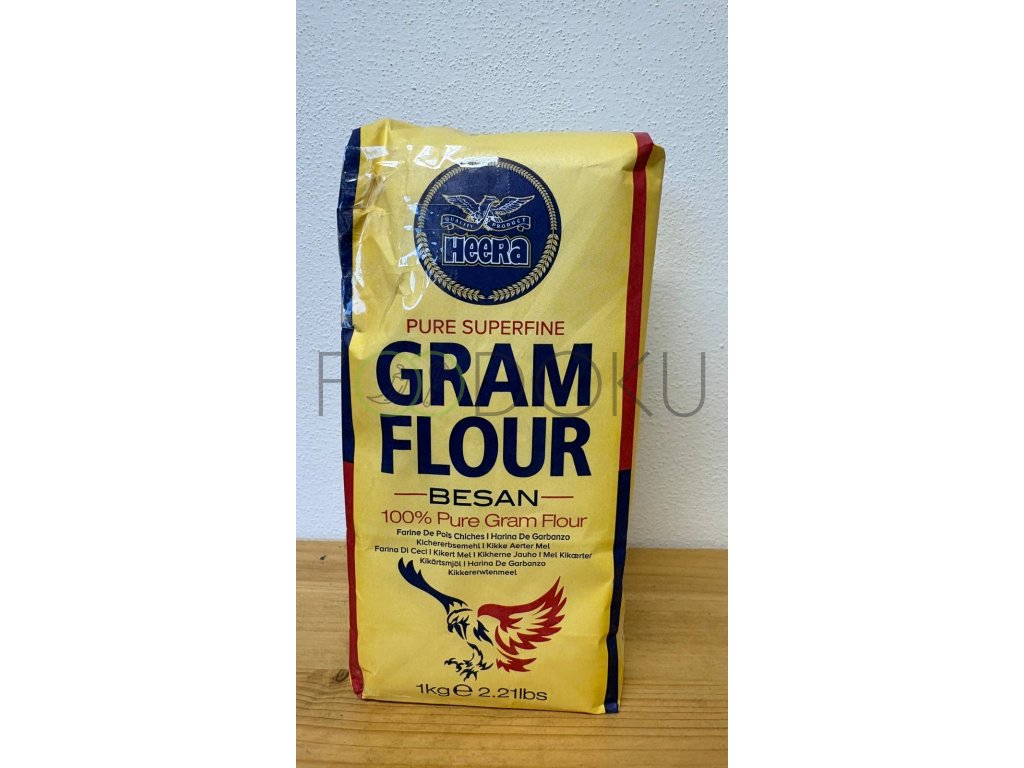 QUALITY PRODUCT
HEERA
PURE SUPERFINE
GRAM
FOODOKU
FLOUR
BESAN
100% Pure Gram Flour
Farine De Pois Chiches I Harina De Garbanzo
Kichererbsemehl I Kikke Aerter Mel
Farina Di Ceci I Kikert Mel I Kikherne Jauho I Mel Kikærter
Kikärtsmjöl I Harina De Garbanzo
Kikkererwtenmeel
1kg e 2.21lbs